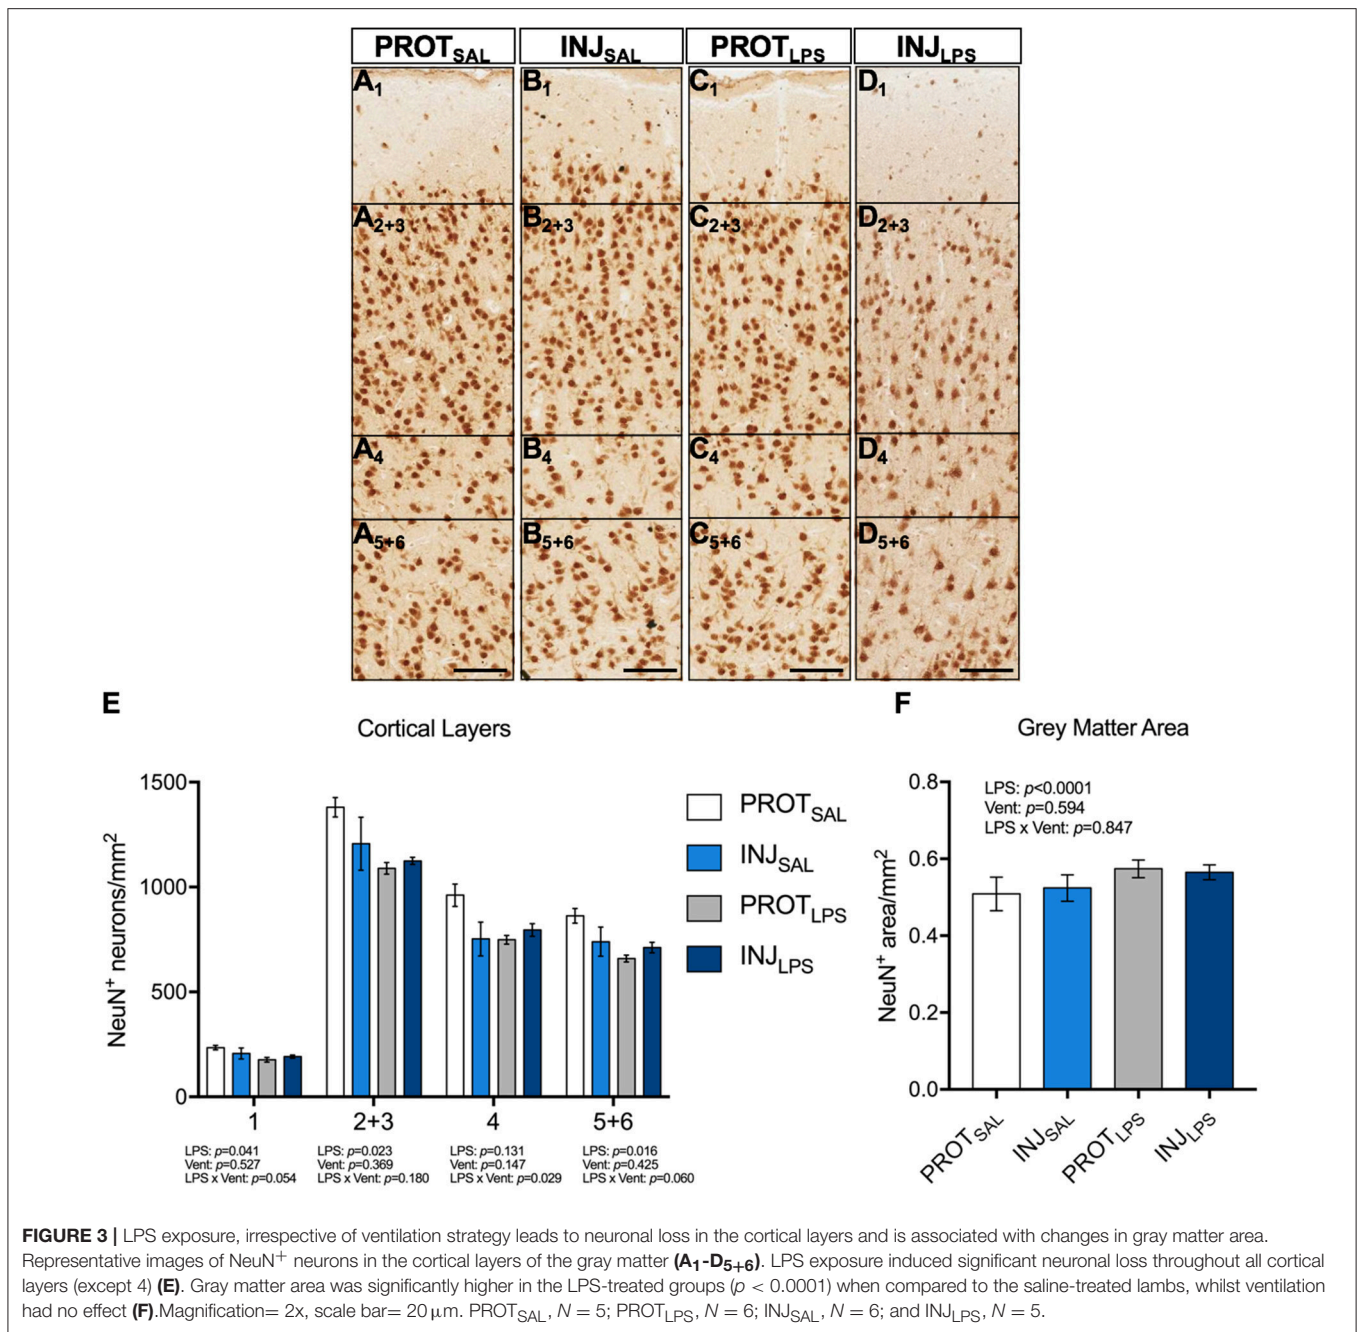 PROTSAL INJSAL PROTLPS INJLPS
A1 B1 C1 D1
A2+3 B2+3 C2+3 D2+3
A4 B4 C4 D4
A5+6 B5+6 C5+6 D5+6
E
Cortical Layers
NeuN+ neurons/mm2
1500
1000
500
0
1 2+3 4 5+6
LPS: p=0.041
Vent: p=0.527
LPS x Vent: p=0.054
LPS: p=0.023
Vent: p=0.369
LPS x Vent: p=0.180
LPS: p=0.131
Vent: p=0.147
LPS x Vent: p=0.029
LPS: p=0.016
Vent: p=0.425
LPS x Vent: p=0.060
PROTSAL
INJSAL
PROTLPS
INJLPS
F
Grey Matter Area
NeuN+ area/mm2
0.8
0.6
0.4
0.2
0.0
LPS: p<0.0001
Vent: p=0.594
LPS x Vent: p=0.847
PROTSAL INJSAL PROTLPS INJLPS
FIGURE 3 | LPS exposure, irrespective of ventilation strategy leads to neuronal loss in the cortical layers and is associated with changes in gray matter area.
Representative images of NeuN+ neurons in the cortical layers of the gray matter (A1-D5+6). LPS exposure induced significant neuronal loss throughout all cortical
layers (except 4) (E). Gray matter area was significantly higher in the LPS-treated groups (p < 0.0001) when compared to the saline-treated lambs, whilst ventilation
had no effect (F).Magnification= 2x, scale bar= 20 μm. PROTSAL, N = 5; PROTLPS, N = 6; INJSAL, N = 6; and INJLPS, N = 5.